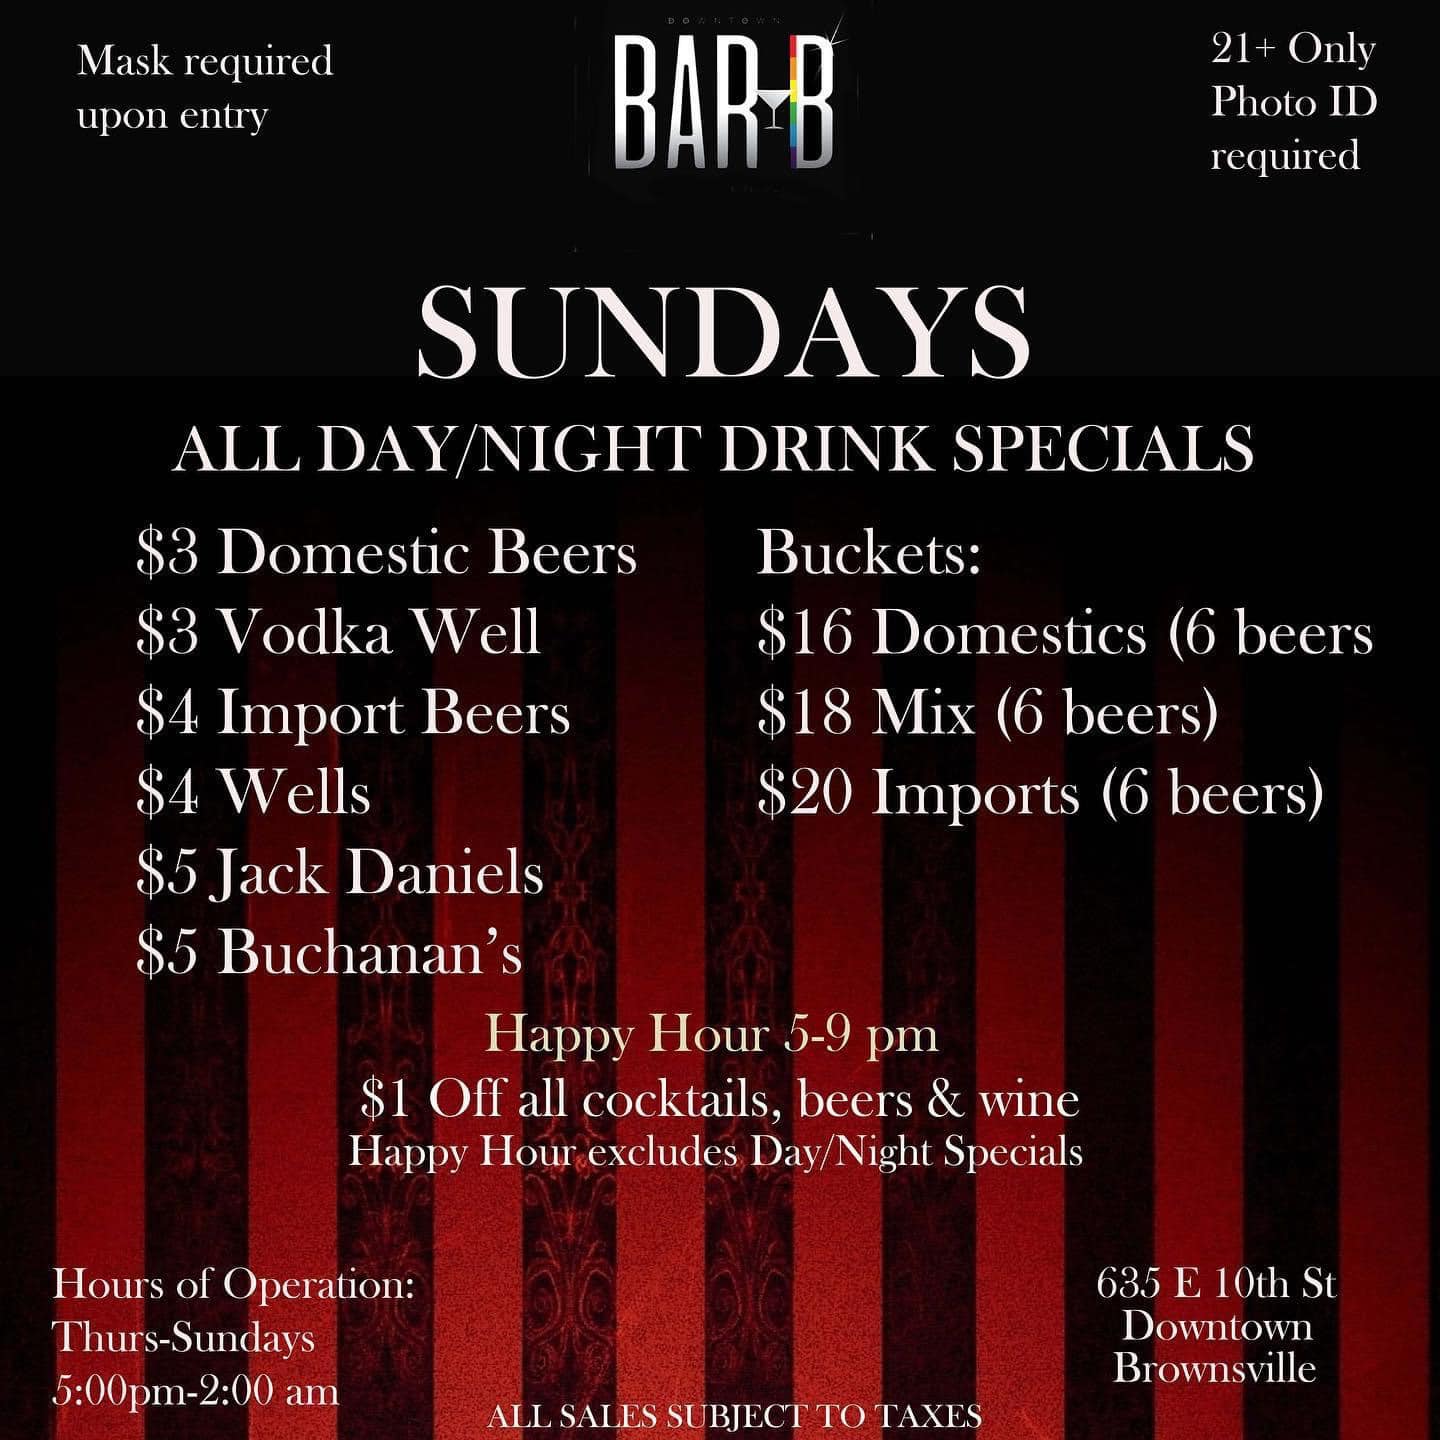 Mask required
upon entry
DOWNTOWN
BAR B
21+ Only
Photo ID
required
SUNDAYS
ALL DAY/NIGHT DRINK SPECIALS
$3 Domestic Beers
$3 Vodka Well
$4 Import Beers
$4 Wells
$5 Jack Daniels
$5 Buchanan’s
Buckets:
$16 Domestics (6 beers
$18 Mix (6 beers)
$20 Imports (6 beers)
Happy Hour 5-9 pm
$1 Off all cocktails, beers & wine
Happy Hour excludes Day/Night Specials
Hours of Operation:
Thurs-Sundays
5:00pm-2:00 am
635 E 10th St
Downtown
Brownsville
ALL SALES SUBJECT TO TAXES